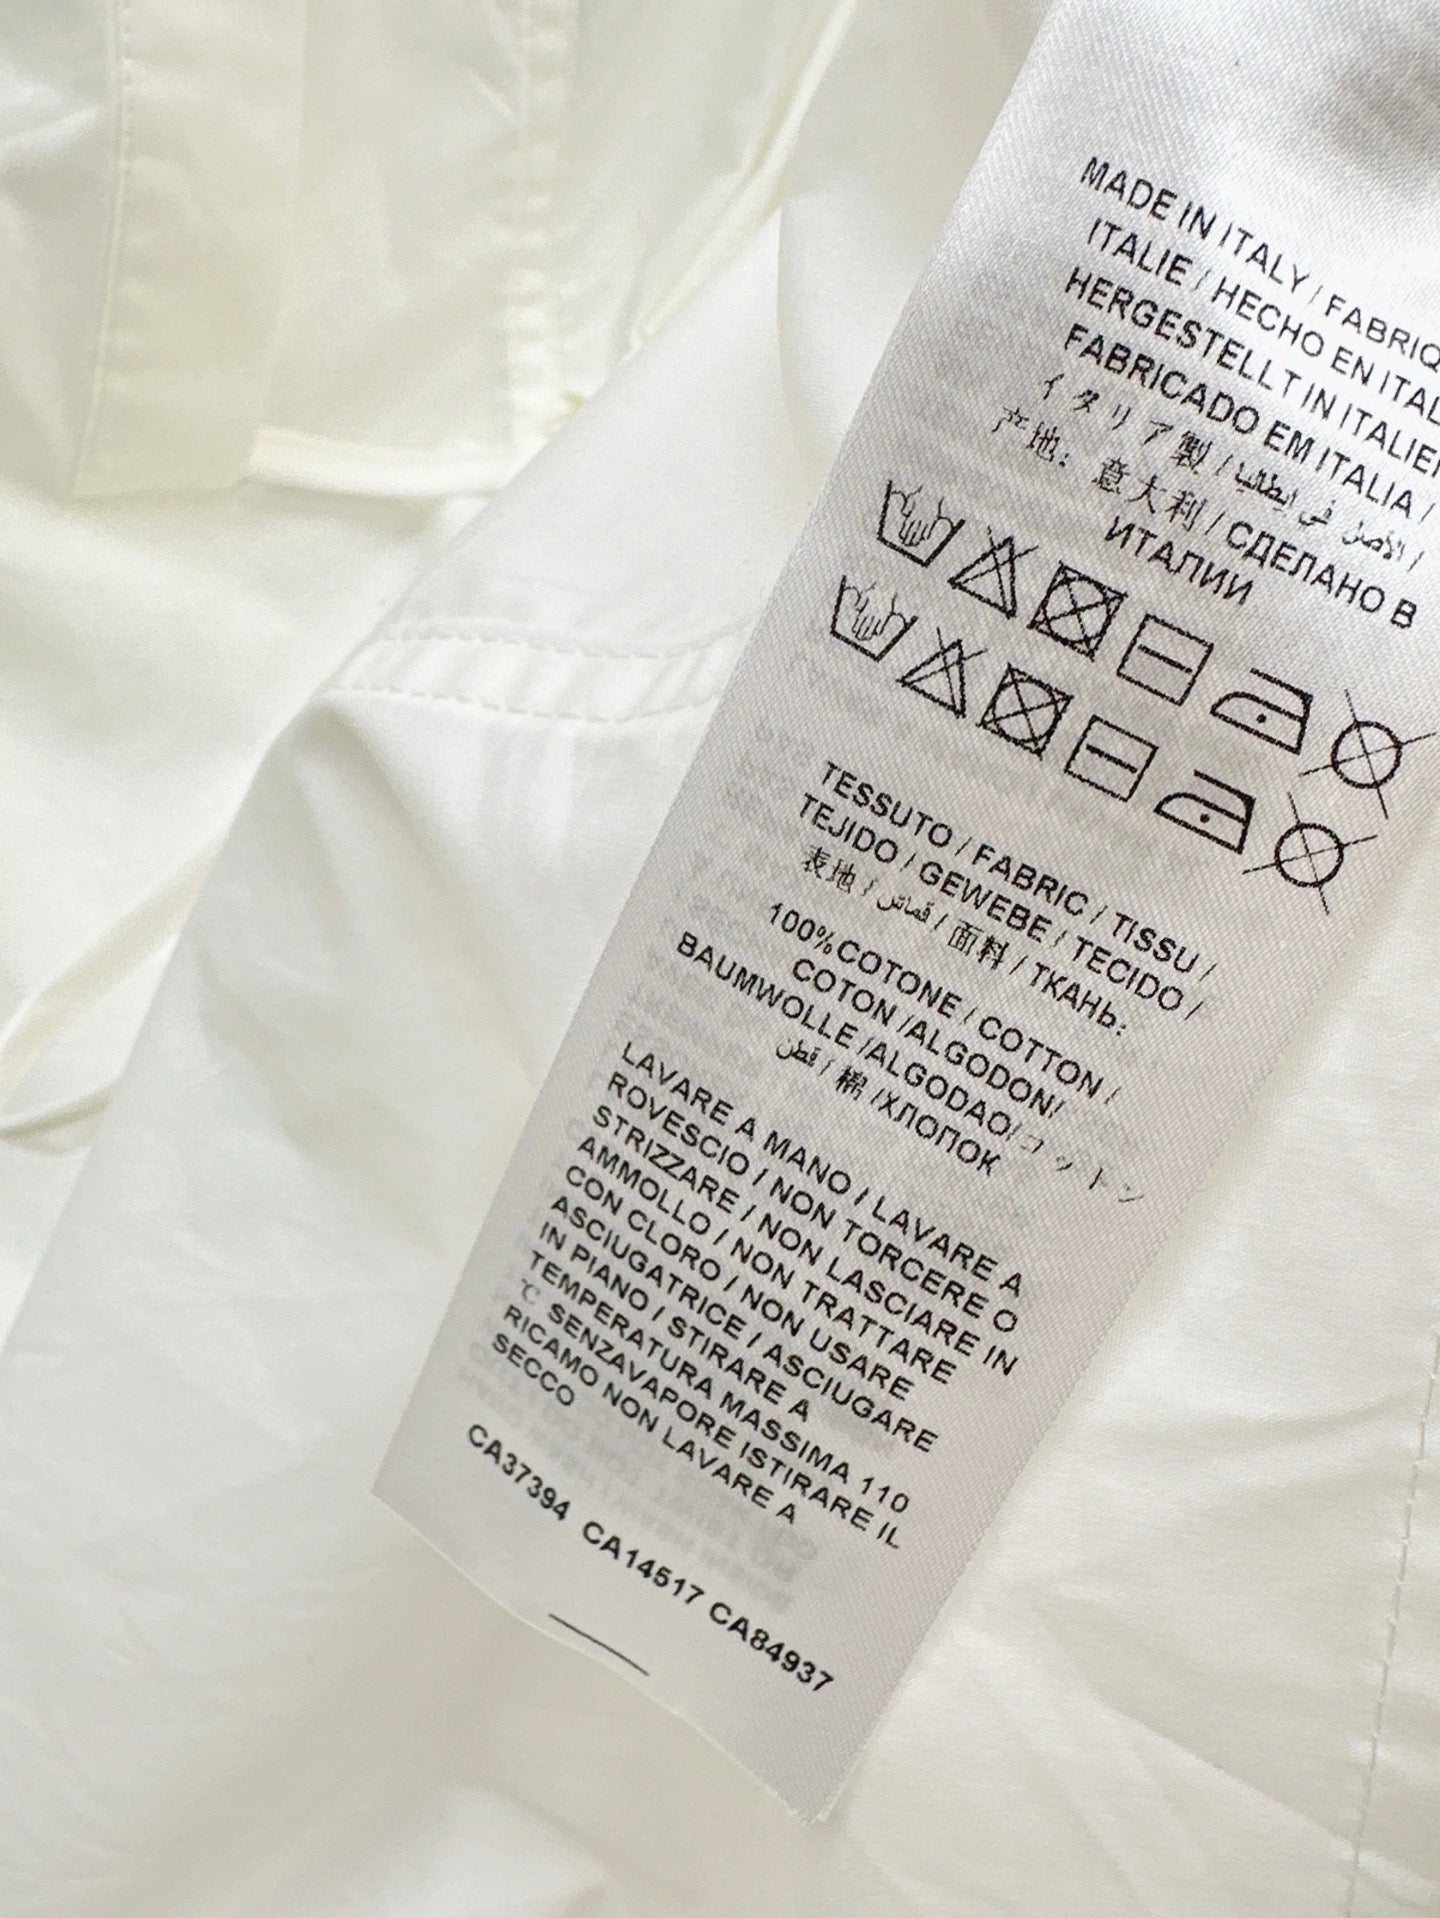 MADE IN ITALY / FABRIQ
ITALIE / HECHO EN ITAL
HERGESTELLT IN ITALIEN
FABRICADO EM ITALIA /
イタリア製 / الأصل في إيطاليا /
产地: 意大利 / СДЕЛАНО В
ИТАЛИИ
TESSUTO / FABRIC / TISSU /
TEJIDO / GEWEBE / TECIDO /
表地 / قماش / 面料 / ТКАНЬ:
100%COTONE / COTTON /
COTON /ALGODON/
BAUMWOLLE /ALGODAO/コットン
قطن / 棉 /ХЛОПОК
LAVARE A MANO / LAVARE A
ROVESCIO / NON TORCERE O
STRIZZARE / NON LASCIARE IN
AMMOLLO / NON TRATTARE
CON CLORO / NON USARE
ASCIUGATRICE / ASCIUGARE
IN PIANO / STIRARE A
TEMPERATURA MASSIMA 110
℃ SENZAVAPORE ISTIRARE IL
RICAMO NON LAVARE A
SECCO
CA37394 CA14517 CA84937